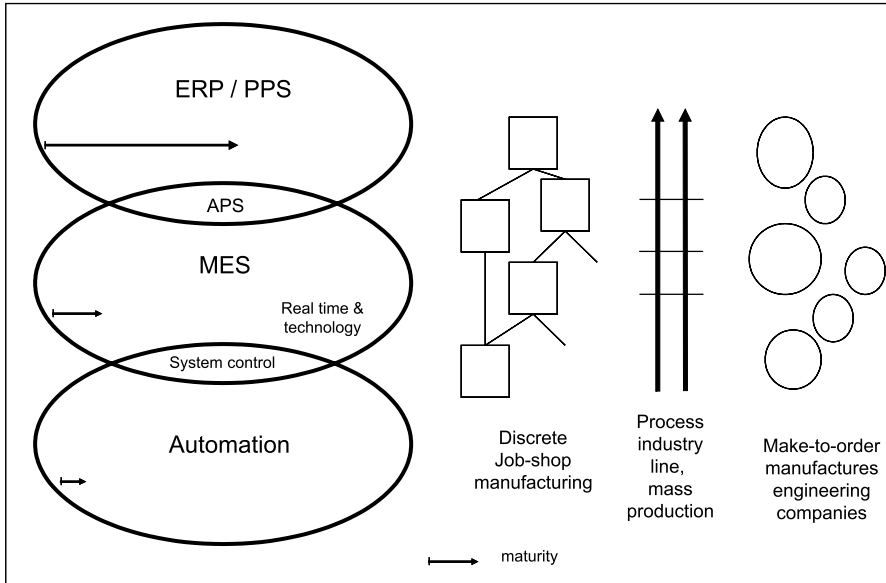 ERP / PPS
APS
MES
Real time &
technology
System control
Automation
Discrete
Job-shop
manufacturing
Process
industry
line,
mass
production
Make-to-order
manufactures
engineering
companies
maturity